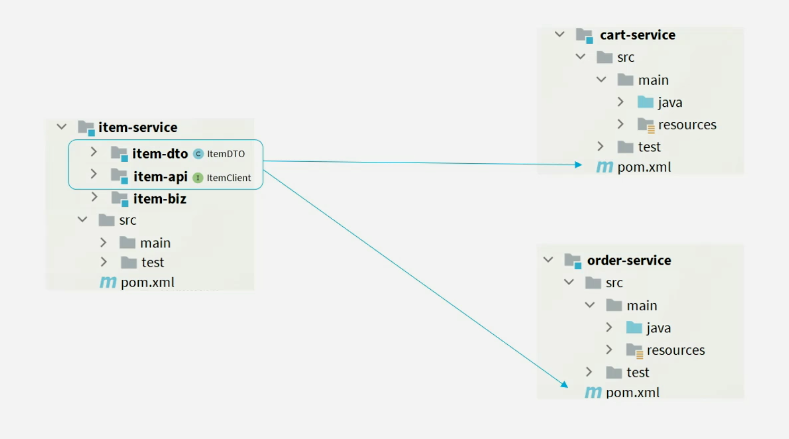 item-service
item-dto C ItemDTO
item-api I ItemClient
item-biz
src
main
test
m pom.xml
cart-service
src
main
java
resources
test
m pom.xml
order-service
src
main
java
resources
test
m pom.xml